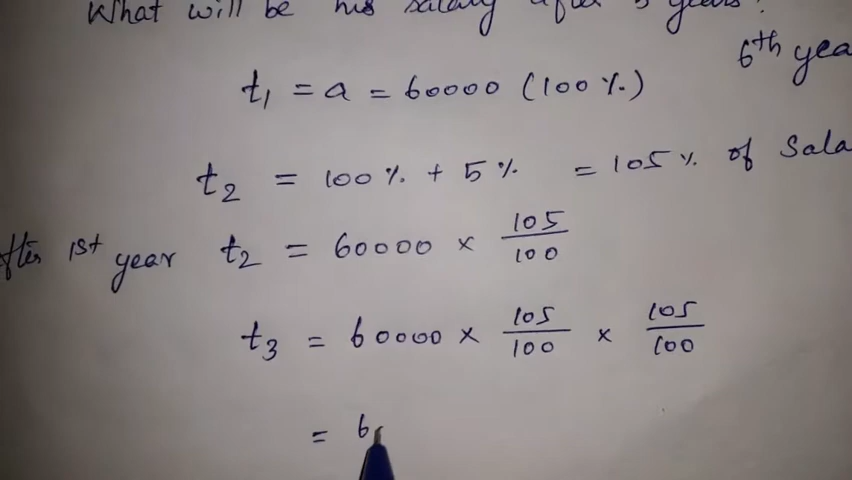 What will be his salary after 5 years?
6th yea
t₁ = a = 60000 (100 %.)
t₂ = 100 % + 5 % = 105 % of Sala
After 1st year t₂ = 60000 × 105/100
t₃ = 60000 × 105/100 × 105/100
= 6